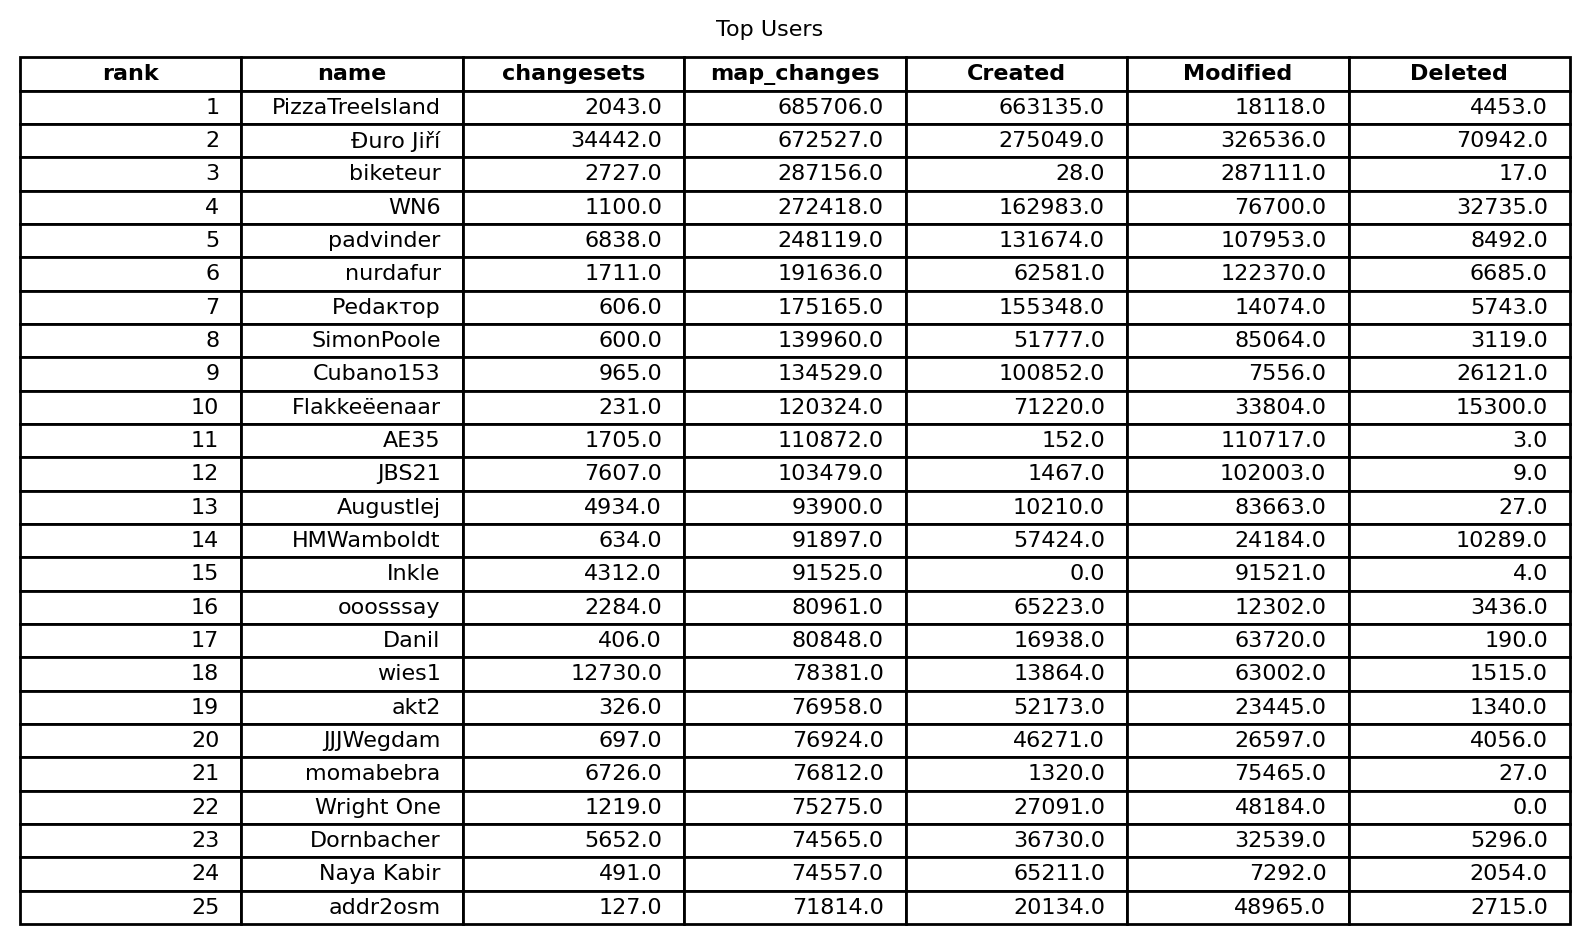 Top Users
rank name changesets map_changes Created Modified Deleted
1 PizzaTreeIsland 2043.0 685706.0 663135.0 18118.0 4453.0
2 Đuro Jiří 34442.0 672527.0 275049.0 326536.0 70942.0
3 biketeur 2727.0 287156.0 28.0 287111.0 17.0
4 WN6 1100.0 272418.0 162983.0 76700.0 32735.0
5 padvinder 6838.0 248119.0 131674.0 107953.0 8492.0
6 nurdafur 1711.0 191636.0 62581.0 122370.0 6685.0
7 Редактор 606.0 175165.0 155348.0 14074.0 5743.0
8 SimonPoole 600.0 139960.0 51777.0 85064.0 3119.0
9 Cubano153 965.0 134529.0 100852.0 7556.0 26121.0
10 Flakkeëenaar 231.0 120324.0 71220.0 33804.0 15300.0
11 AE35 1705.0 110872.0 152.0 110717.0 3.0
12 JBS21 7607.0 103479.0 1467.0 102003.0 9.0
13 Augustlej 4934.0 93900.0 10210.0 83663.0 27.0
14 HMWamboldt 634.0 91897.0 57424.0 24184.0 10289.0
15 Inkle 4312.0 91525.0 0.0 91521.0 4.0
16 ooosssay 2284.0 80961.0 65223.0 12302.0 3436.0
17 Danil 406.0 80848.0 16938.0 63720.0 190.0
18 wies1 12730.0 78381.0 13864.0 63002.0 1515.0
19 akt2 326.0 76958.0 52173.0 23445.0 1340.0
20 JJJWegdam 697.0 76924.0 46271.0 26597.0 4056.0
21 momabebra 6726.0 76812.0 1320.0 75465.0 27.0
22 Wright One 1219.0 75275.0 27091.0 48184.0 0.0
23 Dornbacher 5652.0 74565.0 36730.0 32539.0 5296.0
24 Naya Kabir 491.0 74557.0 65211.0 7292.0 2054.0
25 addr2osm 127.0 71814.0 20134.0 48965.0 2715.0